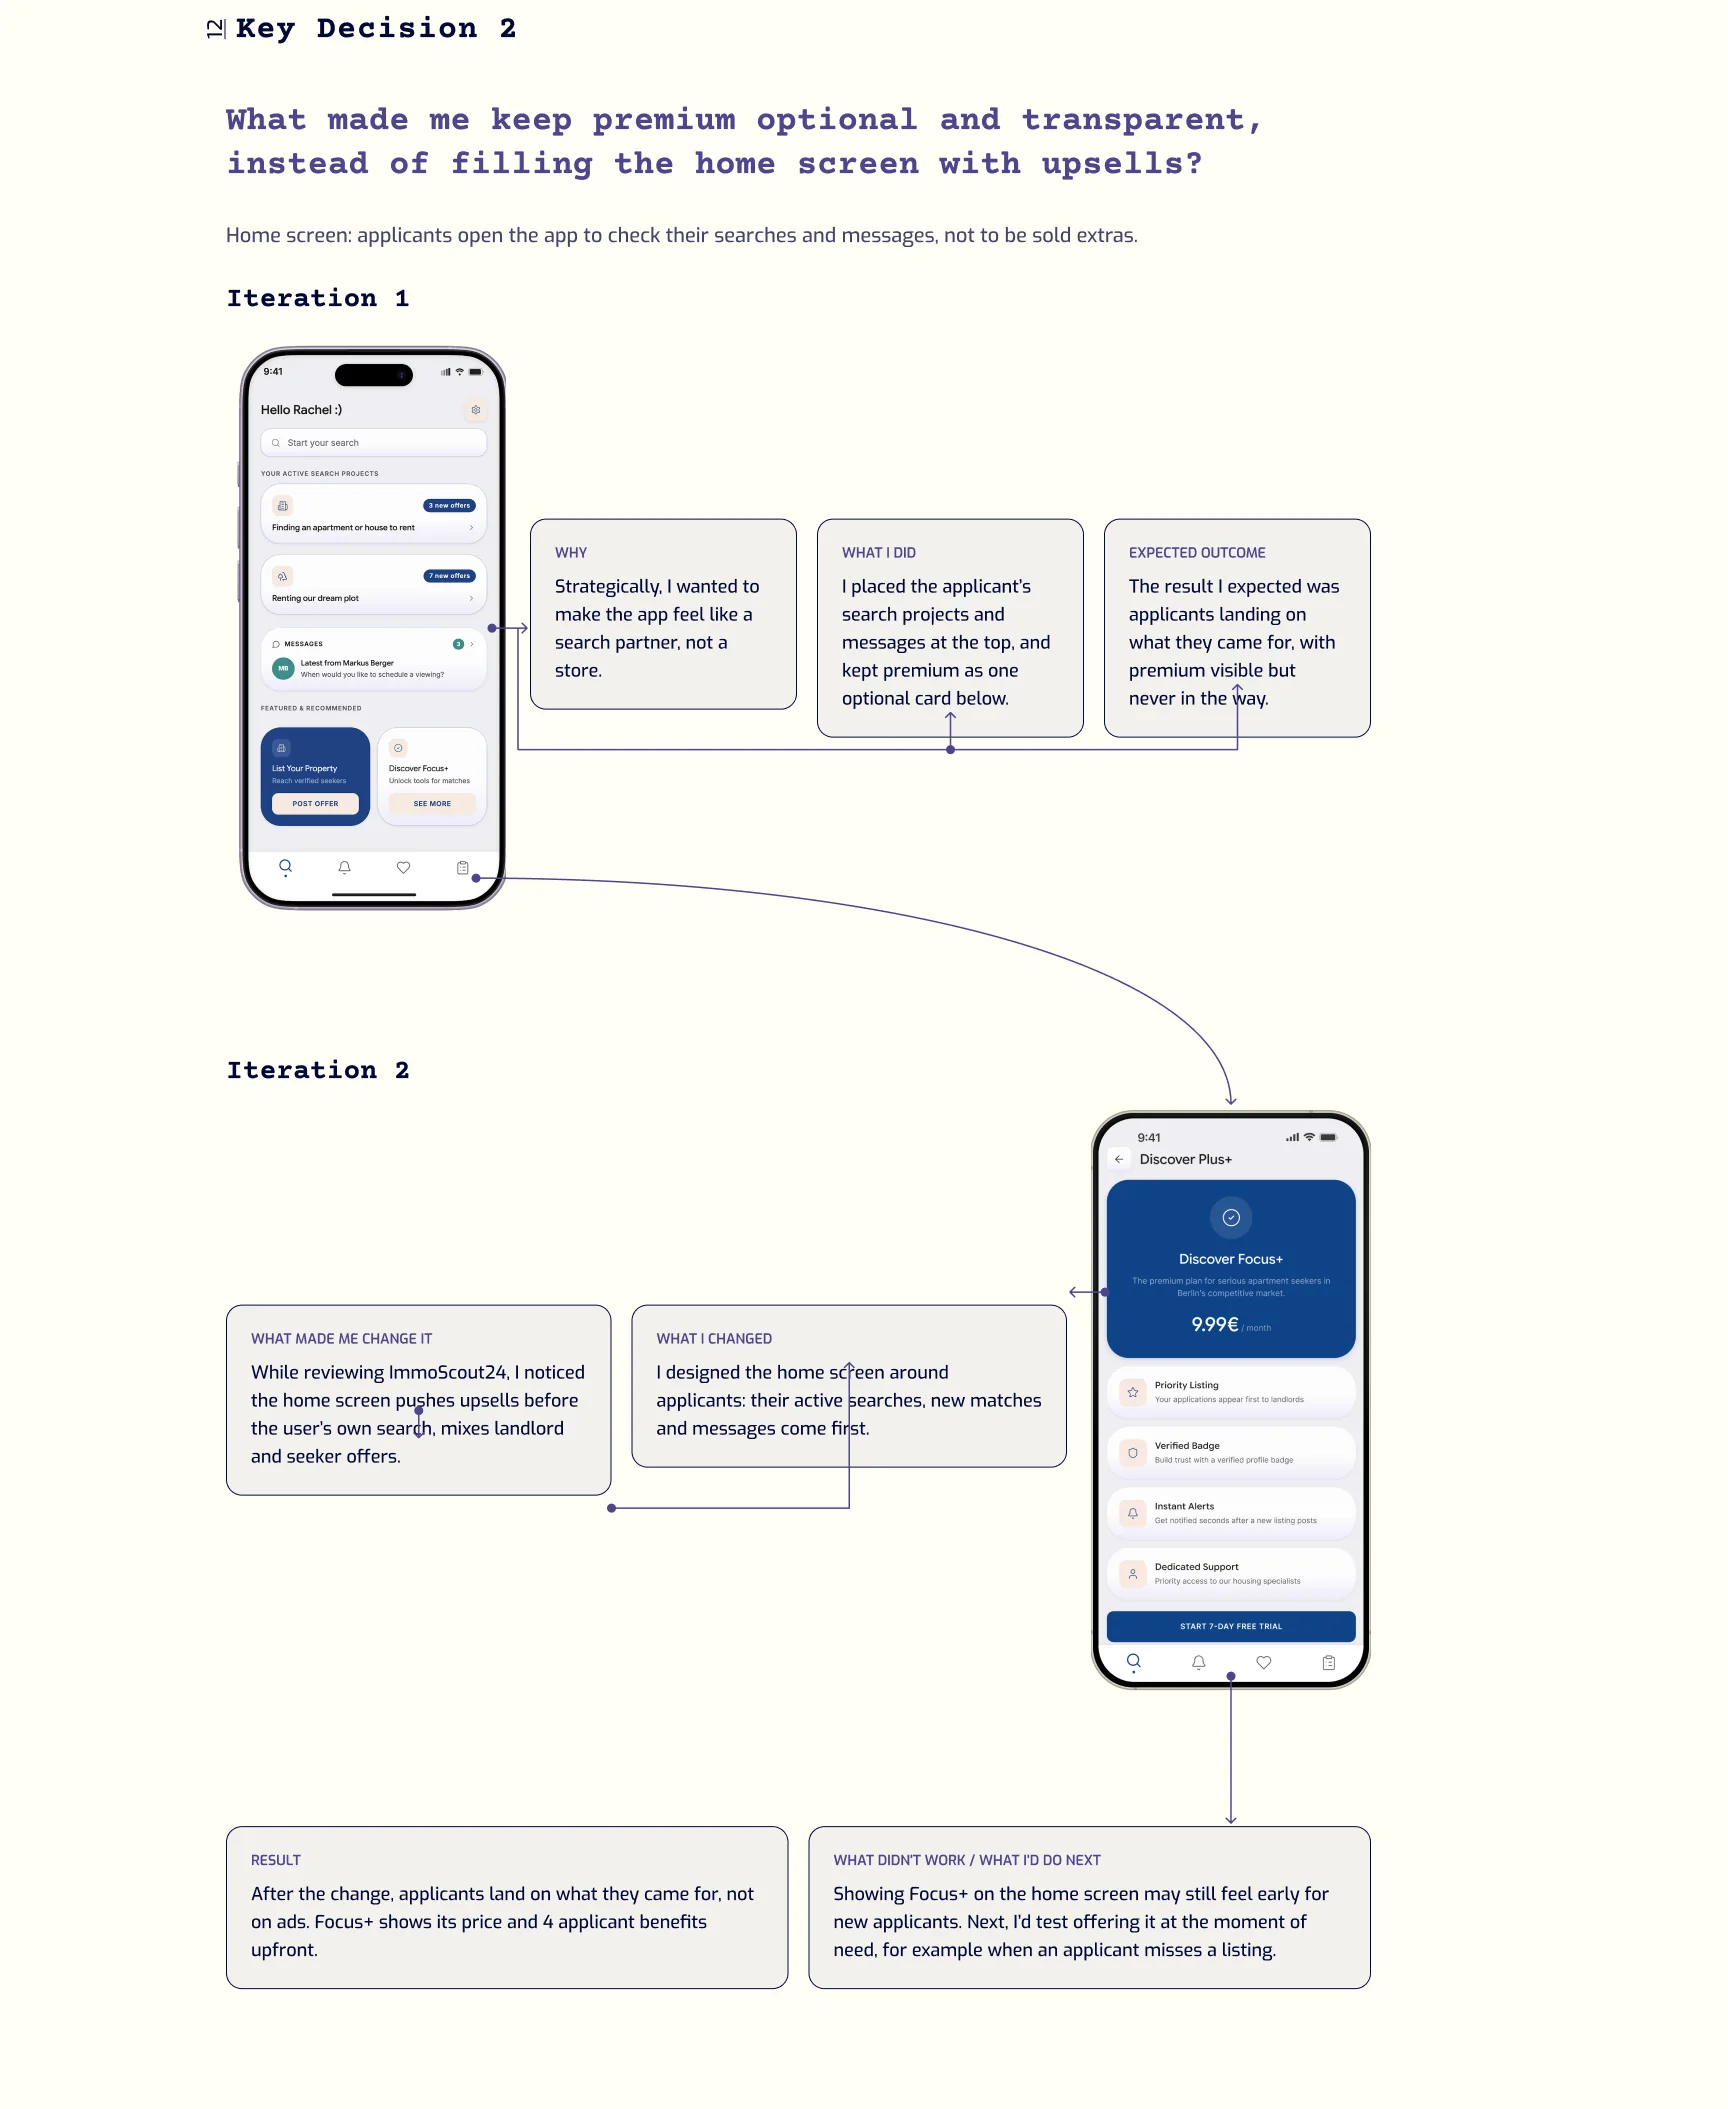 12
Key Decision 2
What made me keep premium optional and transparent,
instead of filling the home screen with upsells?
Home screen: applicants open the app to check their searches and messages, not to be sold extras.
Iteration 1
9:41
Hello Rachel :)
Start your search
YOUR ACTIVE SEARCH PROJECTS
3 new offers
Finding an apartment or house to rent
7 new offers
Renting our dream plot
MESSAGES
3
MB
Latest from Markus Berger
When would you like to schedule a viewing?
FEATURED & RECOMMENDED
List Your Property
Reach verified seekers
POST OFFER
Discover Focus+
Unlock tools for matches
SEE MORE
WHY
Strategically, I wanted to
make the app feel like a
search partner, not a
store.
WHAT I DID
I placed the applicant's
search projects and
messages at the top, and
kept premium as one
optional card below.
EXPECTED OUTCOME
The result I expected was
applicants landing on
what they came for, with
premium visible but
never in the way.
Iteration 2
WHAT MADE ME CHANGE IT
While reviewing ImmoScout24, I noticed
the home screen pushes upsells before
the user's own search, mixes landlord
and seeker offers.
WHAT I CHANGED
I designed the home screen around
applicants: their active searches, new matches
and messages come first.
9:41
Discover Plus+
Discover Focus+
The premium plan for serious apartment seekers in
Berlin's competitive market.
9.99€ / month
Priority Listing
Your applications appear first to landlords
Verified Badge
Build trust with a verified profile badge
Instant Alerts
Get notified seconds after a new listing posts
Dedicated Support
Priority access to our housing specialists
START 7-DAY FREE TRIAL
RESULT
After the change, applicants land on what they came for, not
on ads. Focus+ shows its price and 4 applicant benefits
upfront.
WHAT DIDN'T WORK / WHAT I'D DO NEXT
Showing Focus+ on the home screen may still feel early for
new applicants. Next, I'd test offering it at the moment of
need, for example when an applicant misses a listing.